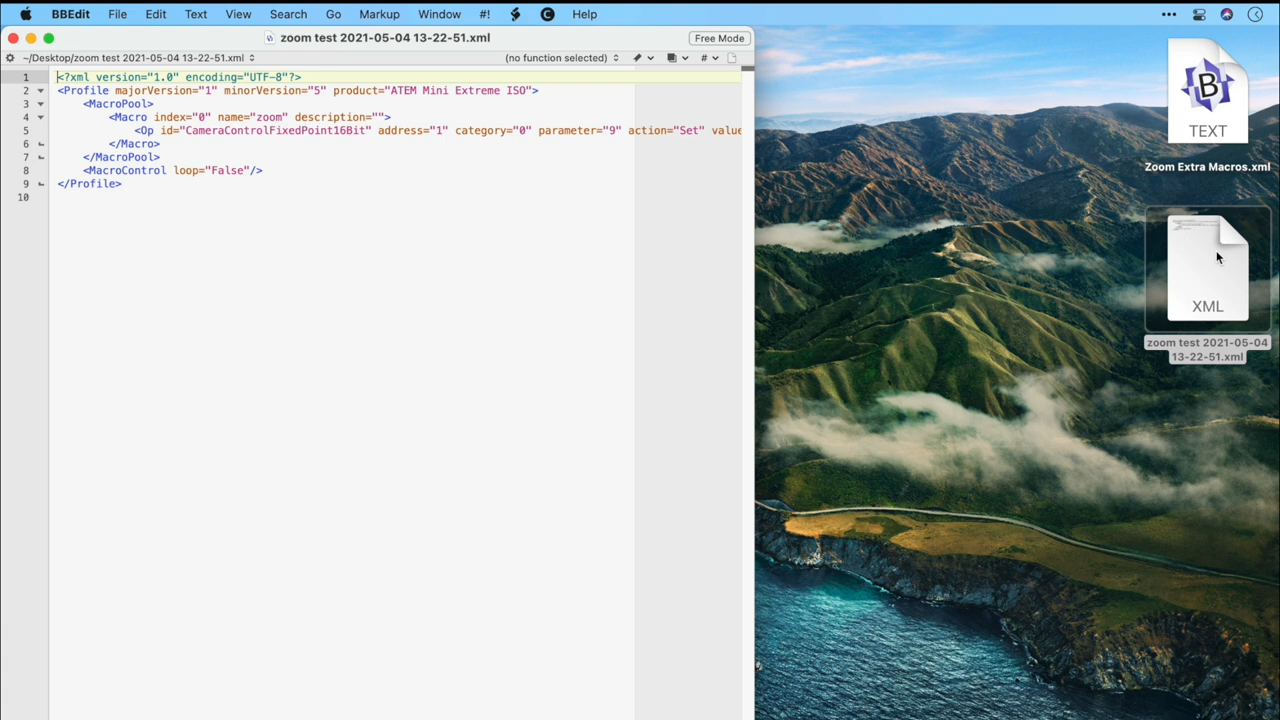 BBEdit File Edit Text View Search Go Markup Window #! Help
zoom test 2021-05-04 13-22-51.xml
Free Mode
~/Desktop/zoom test 2021-05-04 13-22-51.xml
(no function selected)
#
1 <?xml version="1.0" encoding="UTF-8"?>
2 <Profile majorVersion="1" minorVersion="5" product="ATEM Mini Extreme ISO">
3 <MacroPool>
4 <Macro index="0" name="zoom" description="">
5 <Op id="CameraControlFixedPoint16Bit" address="1" category="0" parameter="9" action="Set" value
6 </Macro>
7 </MacroPool>
8 <MacroControl loop="False"/>
9 </Profile>
10
B
TEXT
Zoom Extra Macros.xml
XML
zoom test 2021-05-04
13-22-51.xml